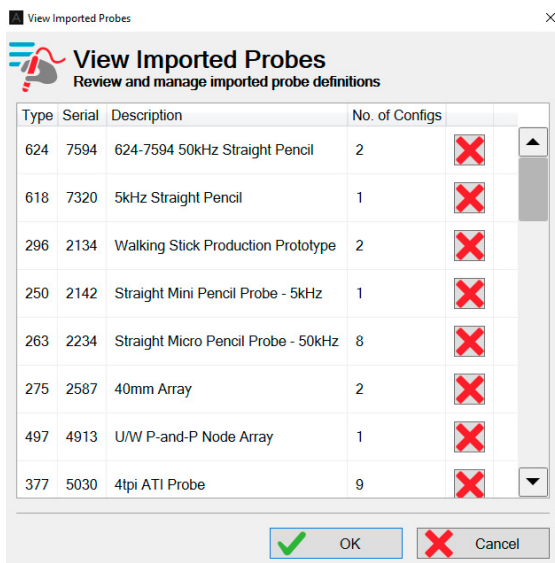 View Imported Probes
View Imported Probes
Review and manage imported probe definitions
Type Serial Description No. of Configs
624 7594 624-7594 50kHz Straight Pencil 2
618 7320 5kHz Straight Pencil 1
296 2134 Walking Stick Production Prototype 2
250 2142 Straight Mini Pencil Probe - 5kHz 1
263 2234 Straight Micro Pencil Probe - 50kHz 8
275 2587 40mm Array 2
497 4913 U/W P-and-P Node Array 1
377 5030 4tpi ATI Probe 9
OK Cancel